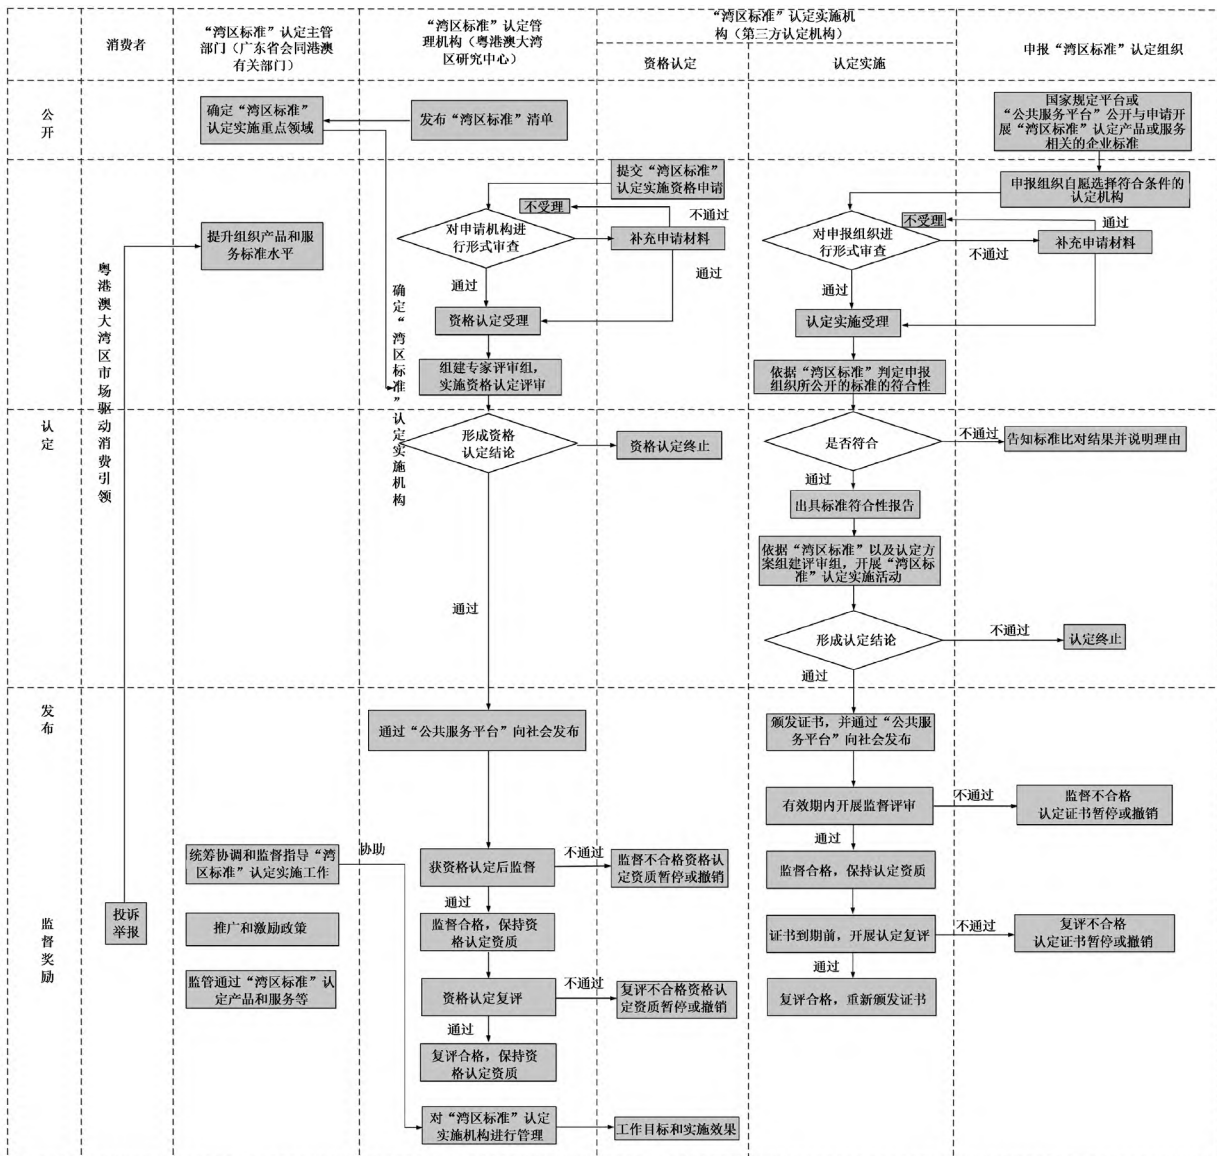 消费者
“湾区标准”认定主管
部门（广东省会同港澳
有关部门）
“湾区标准”认定管
理机构（粤港澳大湾
区研究中心）
“湾区标准”认定实施机
构（第三方认定机构）
资格认定
认定实施
申报“湾区标准”认定组织
公
开
确定“湾区标准”
认定实施重点领域
发布“湾区标准”清单
国家规定平台或
“公共服务平台”公开与申请开
展“湾区标准”认定产品或服务
相关的企业标准
提交“湾区标准”
认定实施资格申请
申报组织自愿选择符合条件的
认定机构
不受理
不通过
不受理
通过
提升组织产品和服
务标准水平
对申请机构进
行形式审查
补充申请材料
对申报组织进
行形式审查
补充申请材料
不通过
通过
通过
通过
粤港澳大湾区市场驱动消费引领
确定“湾区标准”认定实施机构
资格认定受理
认定实施受理
组建专家评审组，
实施资格认定评审
依据“湾区标准”判定申报
组织所公开的标准的符合性
认
定
形成资格
认定结论
资格认定终止
是否符合
不通过
告知标准比对结果并说明理由
通过
出具标准符合性报告
依据“湾区标准”以及认定方
案组建评审组，开展“湾区标
准”认定实施活动
通过
形成认定结论
不通过
认定终止
通过
发
布
通过“公共服务平台”向社会发布
颁发证书，并通过“公共服
务平台”向社会发布
有效期内开展监督评审
不通过
监督不合格
认定证书暂停或撤销
通过
统筹协调和监督指导“湾
区标准”认定实施工作
协助
获资格认定后监督
不通过
监督不合格资格认
定资质暂停或撤销
监督合格，保持认定资质
通过
监
督
奖
励
投诉
举报
推广和激励政策
监督合格，保持资
格认定资质
证书到期前，开展认定复评
不通过
复评不合格
认定证书暂停或撤销
通过
监管通过“湾区标准”认
定产品和服务等
资格认定复评
不通过
复评不合格资格认
定资质暂停或撤销
复评合格，重新颁发证书
通过
复评合格，保持资
格认定资质
对“湾区标准”认定
实施机构进行管理
工作目标和实施效果